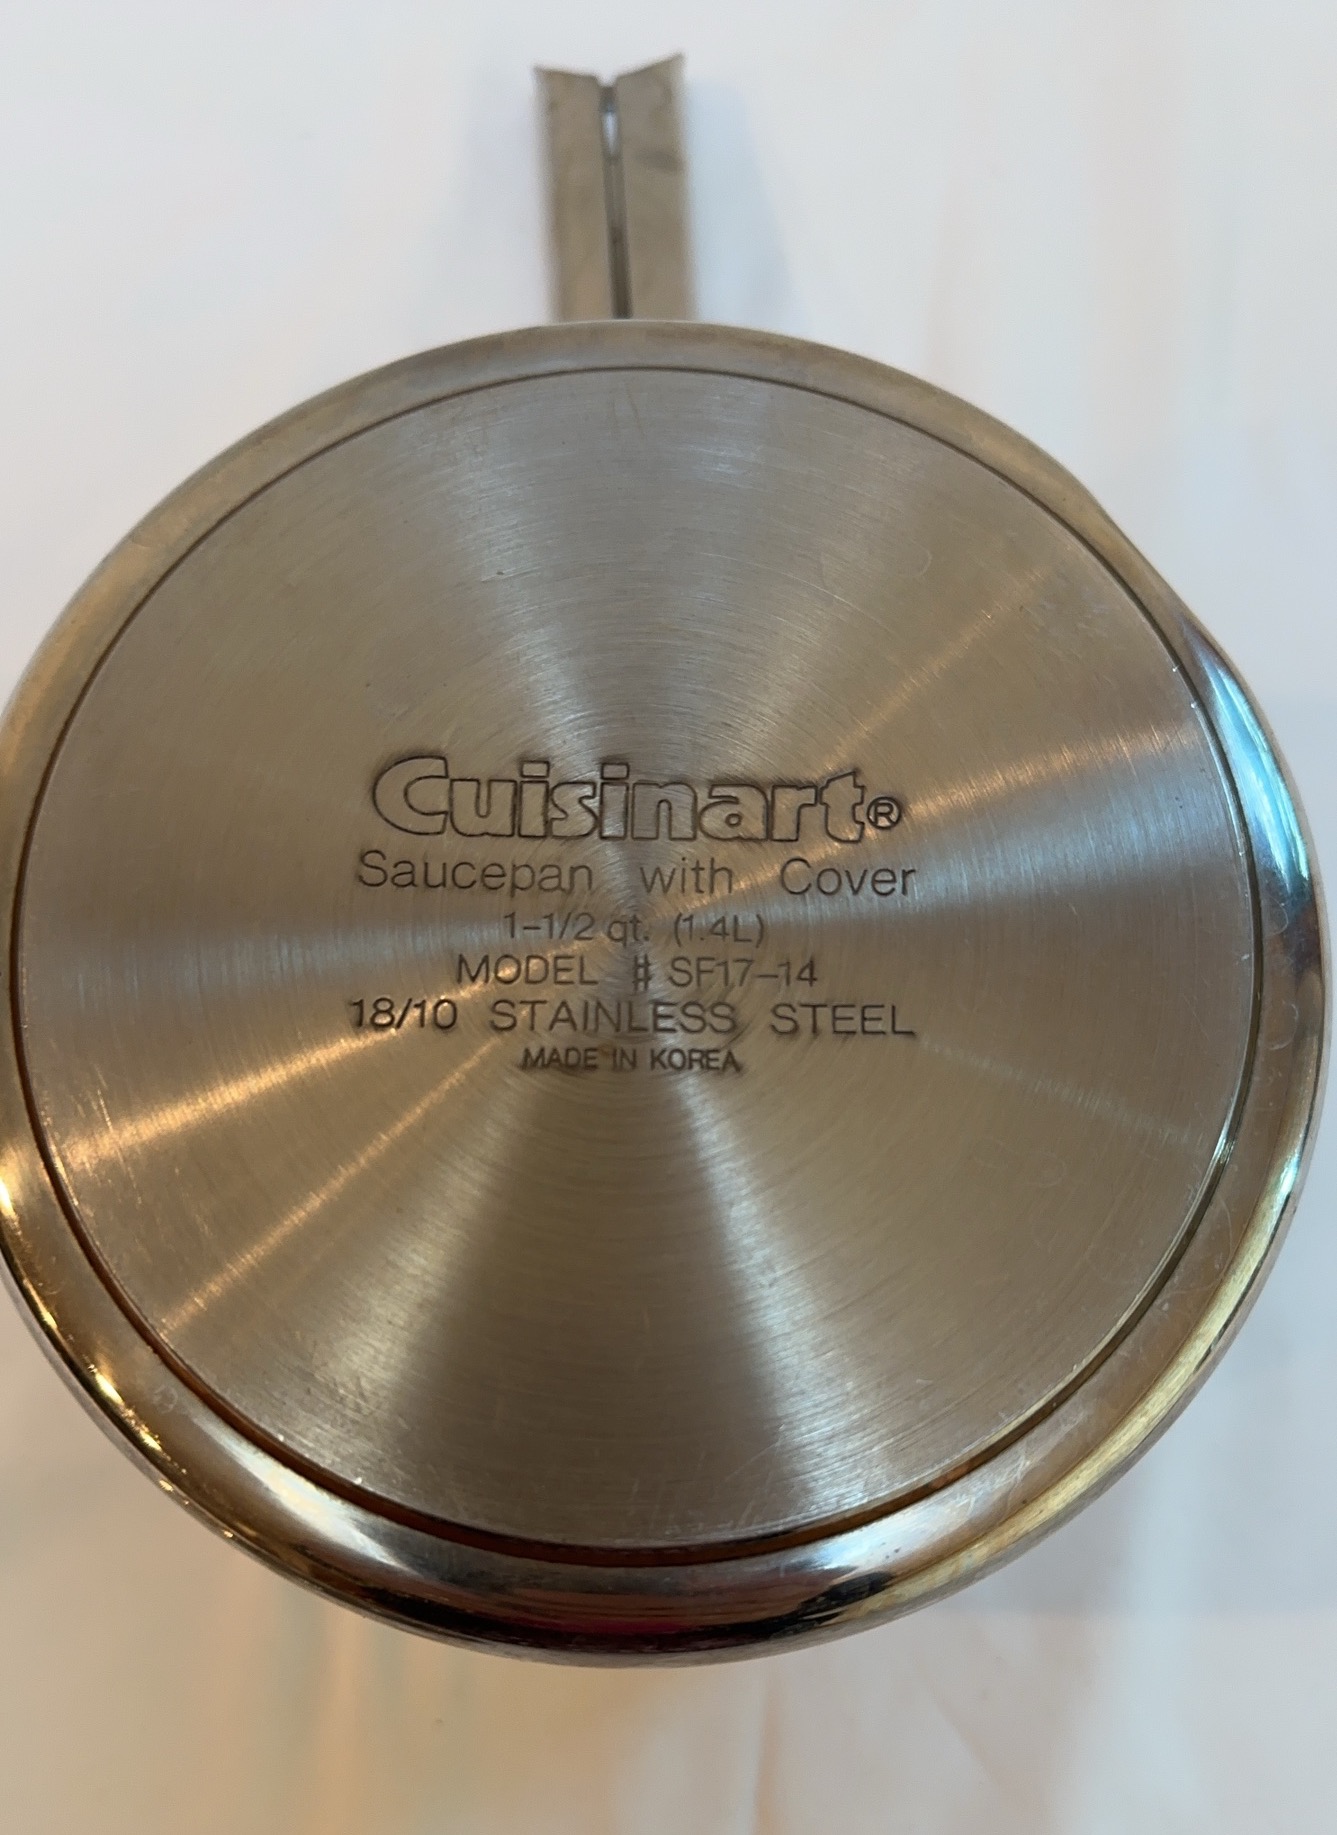 Cuisinart®
Saucepan with Cover
1-1/2 qt. (1.4L)
MODEL # SF17-14
18/10 STAINLESS STEEL
MADE IN KOREA